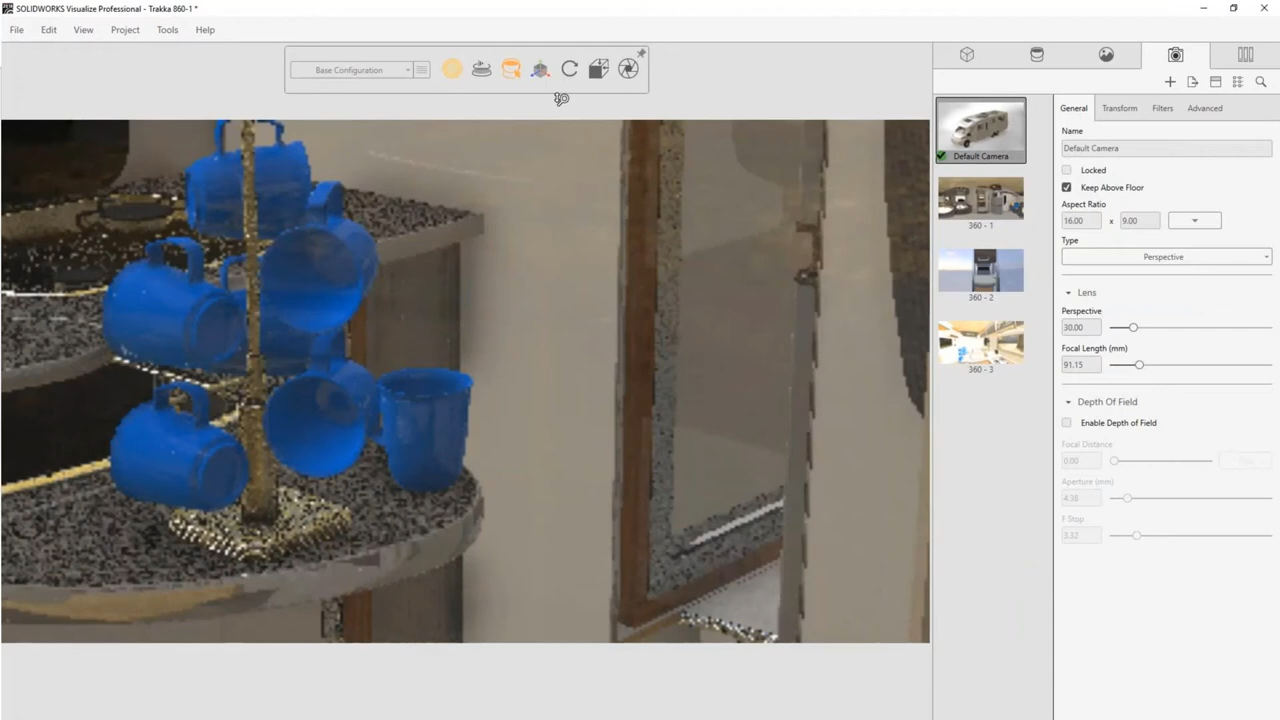 SOLIDWORKS Visualize Professional - Trakka 860-1 *
File Edit View Project Tools Help
Base Configuration
General Transform Filters Advanced
Name
Default Camera
Locked
Keep Above Floor
Aspect Ratio
16.00 x 9.00
Type
Perspective
Lens
Perspective
30.00
Focal Length (mm)
91.15
Depth Of Field
Enable Depth of Field
Focal Distance
0.00
Aperture (mm)
4.38
F Stop
3.32
Default Camera
360 - 1
360 - 2
360 - 3